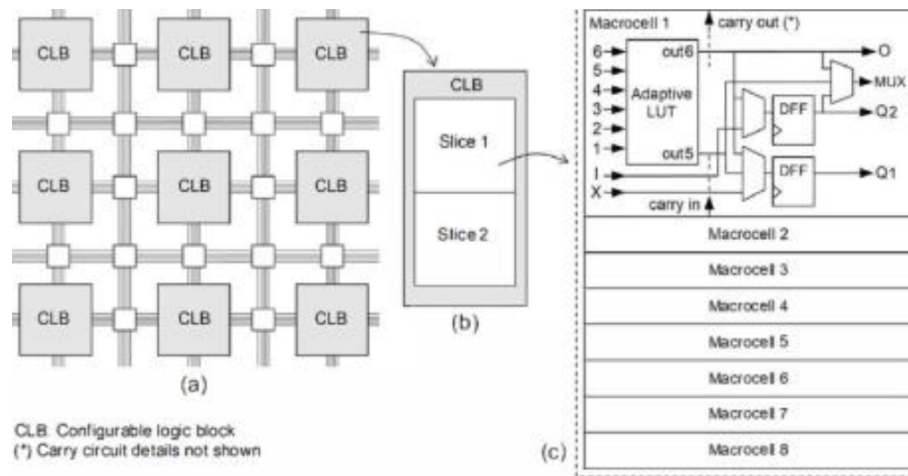 CLB
CLB
CLB
CLB
CLB
CLB
CLB
CLB
CLB
(a)
CLB
Slice 1
Slice 2
(b)
Macrocell 1
carry out (*)
6
5
4
3
2
1
I
X
out6
Adaptive
LUT
out5
carry in
DFF
DFF
O
MUX
Q2
Q1
Macrocell 2
Macrocell 3
Macrocell 4
Macrocell 5
Macrocell 6
Macrocell 7
Macrocell 8
(c)
CLB: Configurable logic block
(*) Carry circuit details not shown